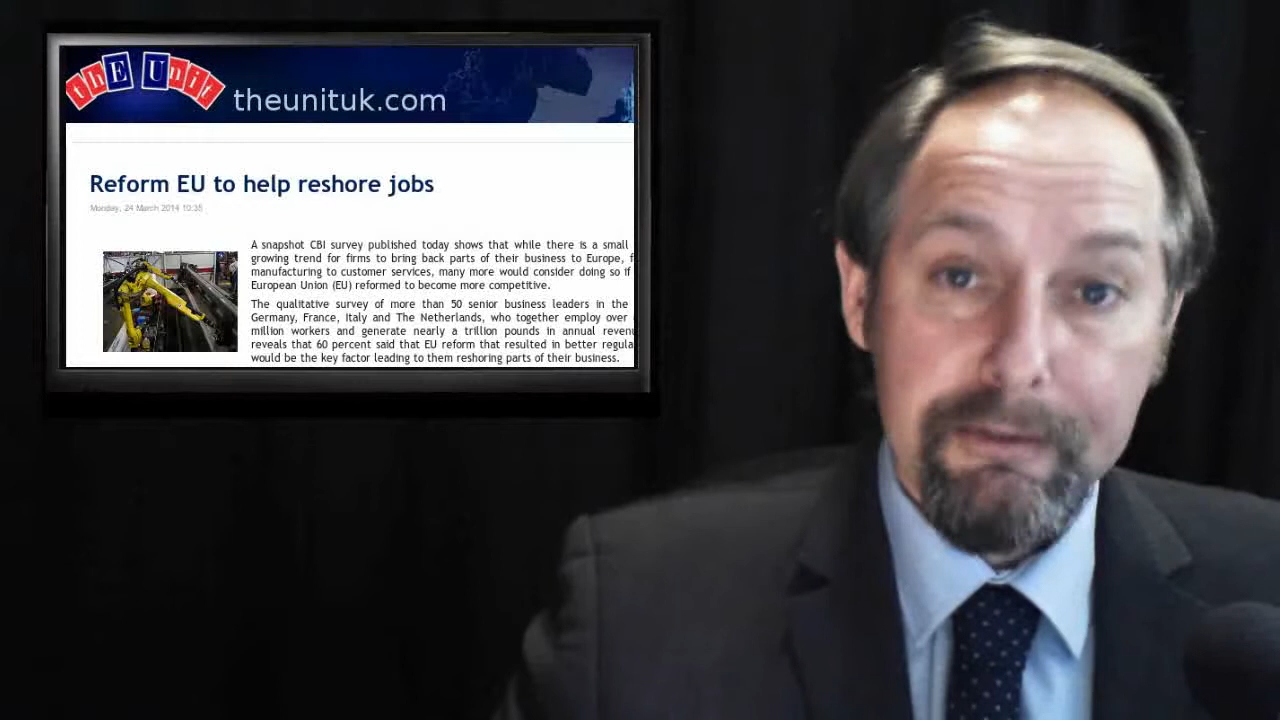 thE Unit
theunituk.com
Reform EU to help reshore jobs
Monday, 24 March 2014 10:35
A snapshot CBI survey published today shows that while there is a small
growing trend for firms to bring back parts of their business to Europe,
manufacturing to customer services, many more would consider doing so if
European Union (EU) reformed to become more competitive.
The qualitative survey of more than 50 senior business leaders in the
Germany, France, Italy and The Netherlands, who together employ over
million workers and generate nearly a trillion pounds in annual
reveals that 60 percent said that EU reform that resulted in better
would be the key factor leading to them reshoring parts of their business.